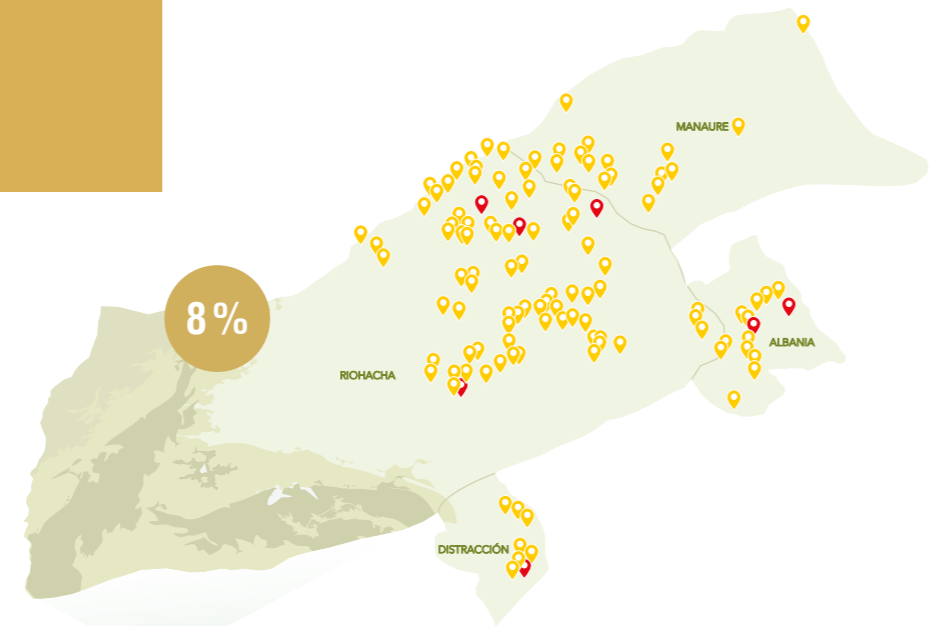 MANAURE
8%
ALBANIA
RIOHACHA
DISTRACCIÓN